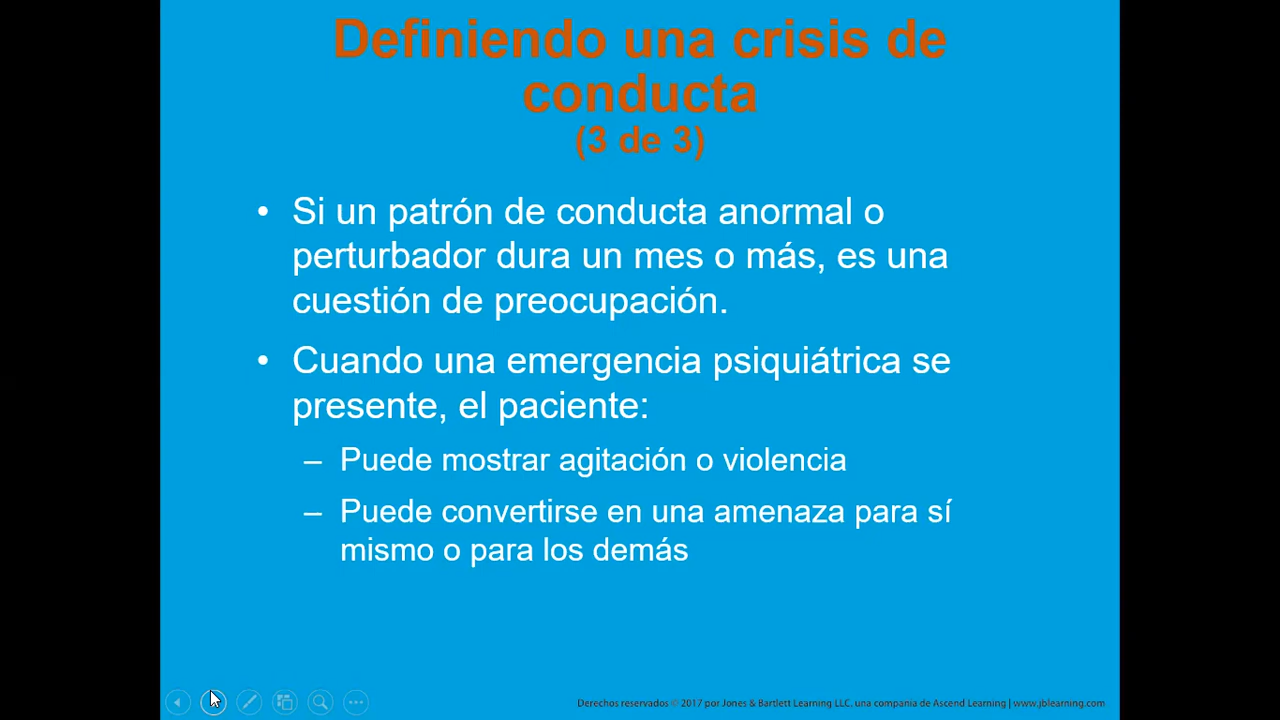 Definiendo una crisis de
conducta
(3 de 3)
• Si un patrón de conducta anormal o
perturbador dura un mes o más, es una
cuestión de preocupación.
• Cuando una emergencia psiquiátrica se
presente, el paciente:
– Puede mostrar agitación o violencia
– Puede convertirse en una amenaza para sí
mismo o para los demás
Derechos reservados © 2017 por Jones & Bartlett Learning LLC, una compania de Ascend Learning | www.jblearning.com